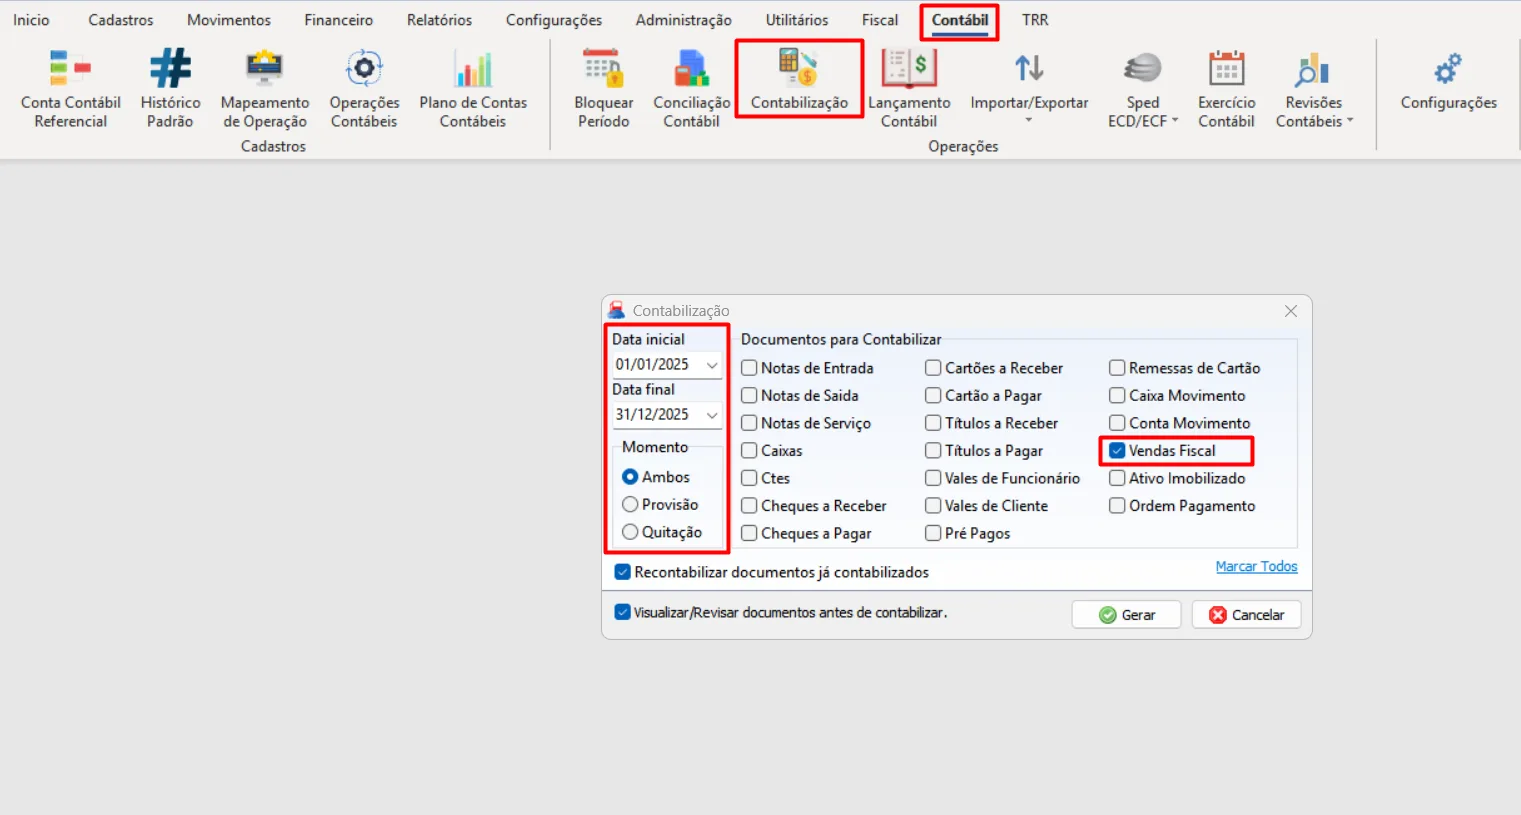 Inicio Cadastros Movimentos Financeiro Relatórios Configurações Administração Utilitários Fiscal Contábil TRR
Conta Contábil Referencial
Histórico Padrão
Mapeamento de Operação
Operações Contábeis
Plano de Contas Contábeis
Cadastros
Bloquear Período
Conciliação Contábil
Contabilização
Lançamento Contábil
Importar/Exportar
Sped ECD/ECF
Exercício Contábil
Revisões Contábeis
Operações
Configurações
Contabilização
Data inicial
01/01/2025
Data final
31/12/2025
Momento
Ambos
Provisão
Quitação
Documentos para Contabilizar
Notas de Entrada
Notas de Saida
Notas de Serviço
Caixas
Ctes
Cheques a Receber
Cheques a Pagar
Cartões a Receber
Cartão a Pagar
Títulos a Receber
Títulos a Pagar
Vales de Funcionário
Vales de Cliente
Pré Pagos
Remessas de Cartão
Caixa Movimento
Conta Movimento
Vendas Fiscal
Ativo Imobilizado
Ordem Pagamento
Marcar Todos
Recontabilizar documentos já contabilizados
Visualizar/Revisar documentos antes de contabilizar.
Gerar
Cancelar